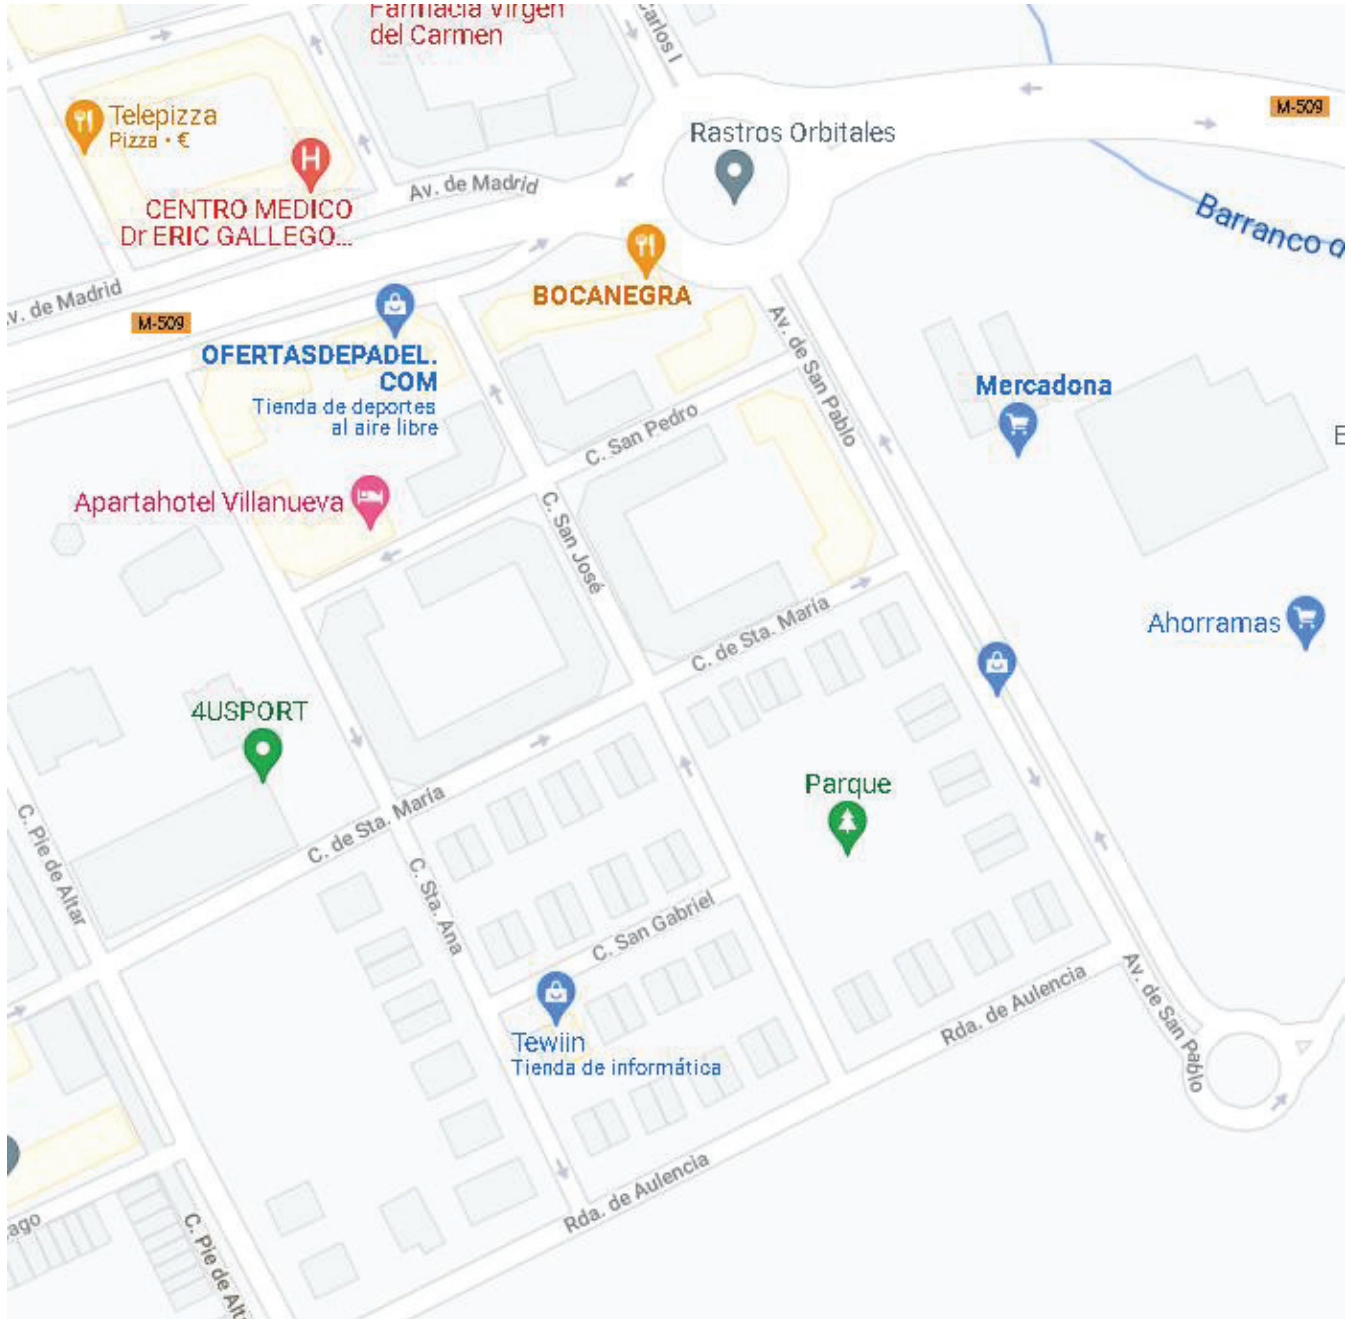 Farmacia Virgen
del Carmen
Carlos I
M-509
Telepizza
Pizza • €
Rastros Orbitales
Av. de Madrid
CENTRO MEDICO
Dr ERIC GALLEGO...
Barranco d
v. de Madrid
M-509
BOCANEGRA
OFERTASDEPADEL.
COM
Tienda de deportes
al aire libre
Av. de San Pablo
Mercadona
E
C. San Pedro
Apartahotel Villanueva
C. San José
C. de Sta. María
Ahorramas
4USPORT
Parque
C. de Sta. María
C. Pie de Altar
C. Sta. Ana
C. San Gabriel
Av. de San Pablo
Rda. de Aulencia
Tewiin
Tienda de informática
Rda. de Aulencia
ago
C. Pie de Alta